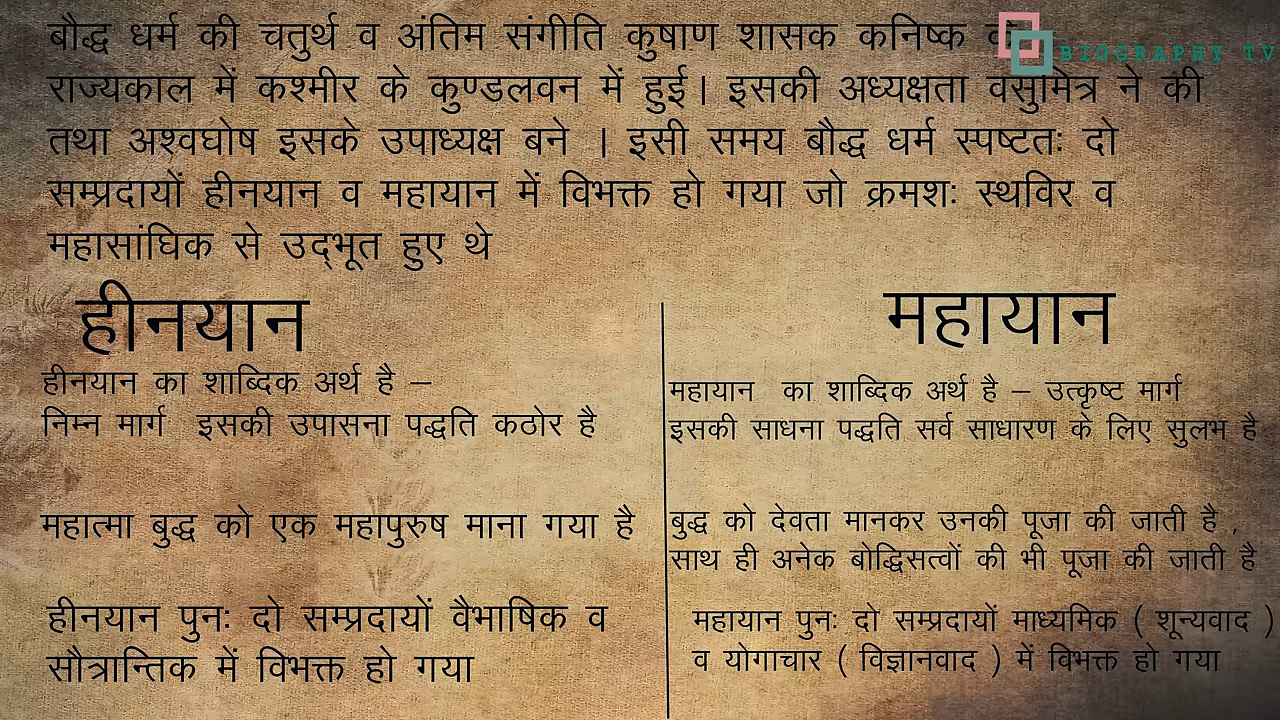 बौद्ध धर्म की चतुर्थ व अंतिम संगीति कुषाण शासक कनिष्क
BIOGRAPHY TV
राज्यकाल में कश्मीर के कुण्डलवन में हुई। इसकी अध्यक्षता वसुमित्र ने की
तथा अश्वघोष इसके उपाध्यक्ष बने । इसी समय बौद्ध धर्म स्पष्टतः दो
सम्प्रदायों हीनयान व महायान में विभक्त हो गया जो क्रमशः स्थविर व
महासांघिक से उद्भूत हुए थे
हीनयान
हीनयान का शाब्दिक अर्थ है –
निम्न मार्ग इसकी उपासना पद्धति कठोर है
महात्मा बुद्ध को एक महापुरुष माना गया है
हीनयान पुनः दो सम्प्रदायों वैभाषिक व
सौत्रान्तिक में विभक्त हो गया
महायान
महायान का शाब्दिक अर्थ है – उत्कृष्ट मार्ग
इसकी साधना पद्धति सर्व साधारण के लिए सुलभ है
बुद्ध को देवता मानकर उनकी पूजा की जाती है ,
साथ ही अनेक बोद्धिसत्वों की भी पूजा की जाती है
महायान पुनः दो सम्प्रदायों माध्यमिक ( शून्यवाद )
व योगाचार ( विज्ञानवाद ) में विभक्त हो गया